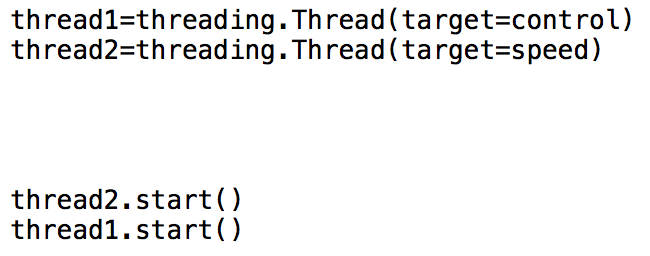 thread1=threading.Thread(target=control)
thread2=threading.Thread(target=speed)
thread2.start()
thread1.start()